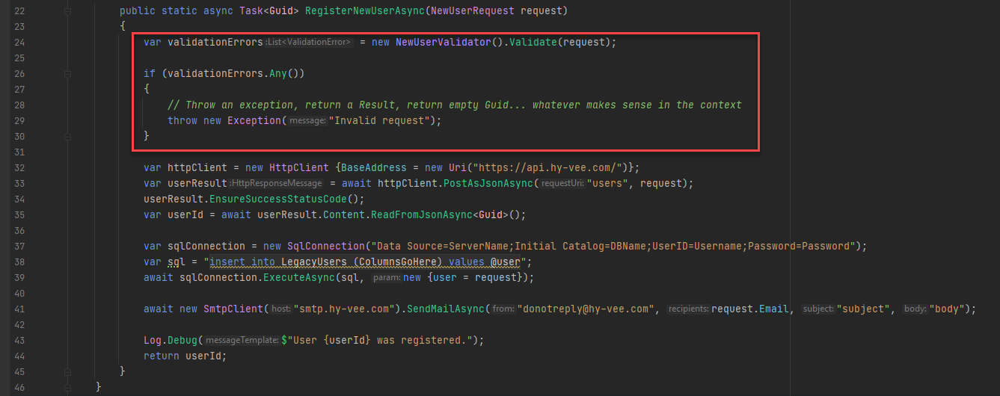 22 public static async Task<Guid> RegisterNewUserAsync(NewUserRequest request)
23 {
24 var validationErrors :List<ValidationError> = new NewUserValidator().Validate(request);
25
26 if (validationErrors.Any())
27 {
28 // Throw an exception, return a Result, return empty Guid... whatever makes sense in the context
29 throw new Exception( message: "Invalid request");
30 }
31
32 var httpClient = new HttpClient {BaseAddress = new Uri("https://api.hy-vee.com/")};
33 var userResult :HttpResponseMessage = await httpClient.PostAsJsonAsync( requestUri: "users", request);
34 userResult.EnsureSuccessStatusCode();
35 var userId = await userResult.Content.ReadFromJsonAsync<Guid>();
36
37 var sqlConnection = new SqlConnection("Data Source=ServerName;Initial Catalog=DBName;UserID=Username;Password=Password");
38 var sql = "insert into LegacyUsers (ColumnsGoHere) values @user";
39 await sqlConnection.ExecuteAsync(sql, param: new {user = request});
40
41 await new SmtpClient( host: "smtp.hy-vee.com").SendMailAsync( from: "donotreply@hy-vee.com", recipients: request.Email, subject: "subject", body: "body");
42
43 Log.Debug( messageTemplate: $"User {userId} was registered.");
44 return userId;
45 }
46 }